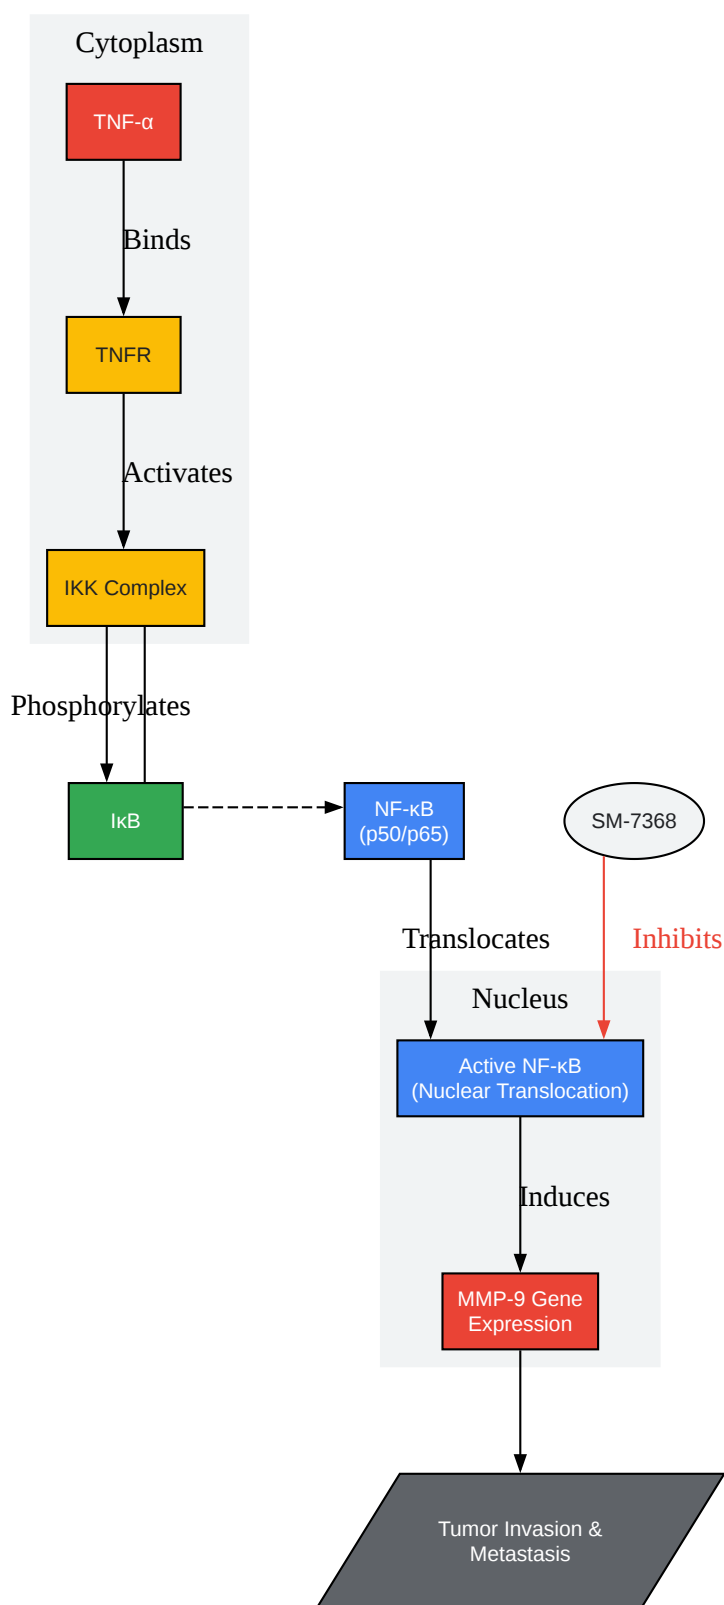 Cytoplasm
TNF-α
Binds
TNFR
Activates
IKK Complex
Phosphorylates
IκB
NF-κB
(p50/p65)
SM-7368
Translocates
Inhibits
Nucleus
Active NF-κB
(Nuclear Translocation)
Induces
MMP-9 Gene
Expression
Tumor Invasion &
Metastasis